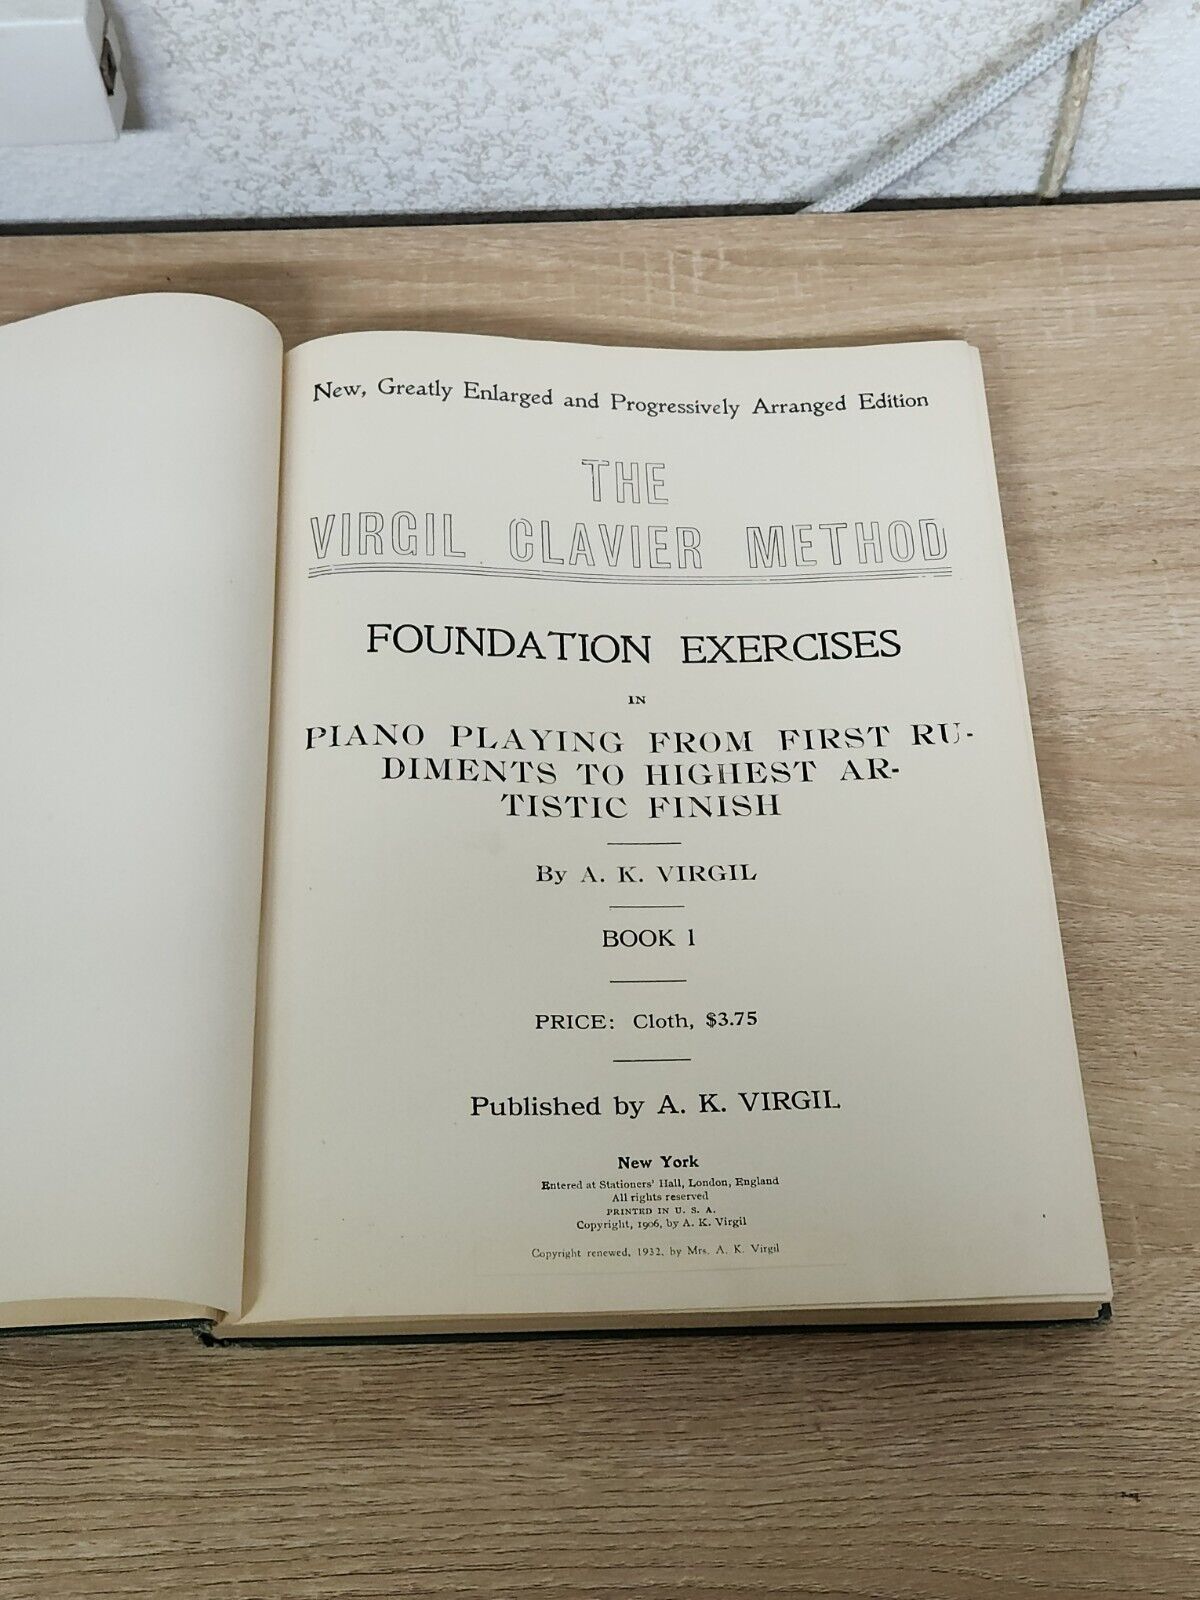 New, Greatly Enlarged and Progressively Arranged Edition
THE
VIRGIL CLAVIER METHOD
FOUNDATION EXERCISES
IN
PIANO PLAYING FROM FIRST RU-
DIMENTS TO HIGHEST AR-
TISTIC FINISH
By A. K. VIRGIL
BOOK 1
PRICE: Cloth, $3.75
Published by A. K. VIRGIL
New York
Entered at Stationers' Hall, London, England
All rights reserved
PRINTED IN U. S. A.
Copyright, 1906, by A. K. Virgil
Copyright renewed, 1932, by Mrs. A. K. Virgil